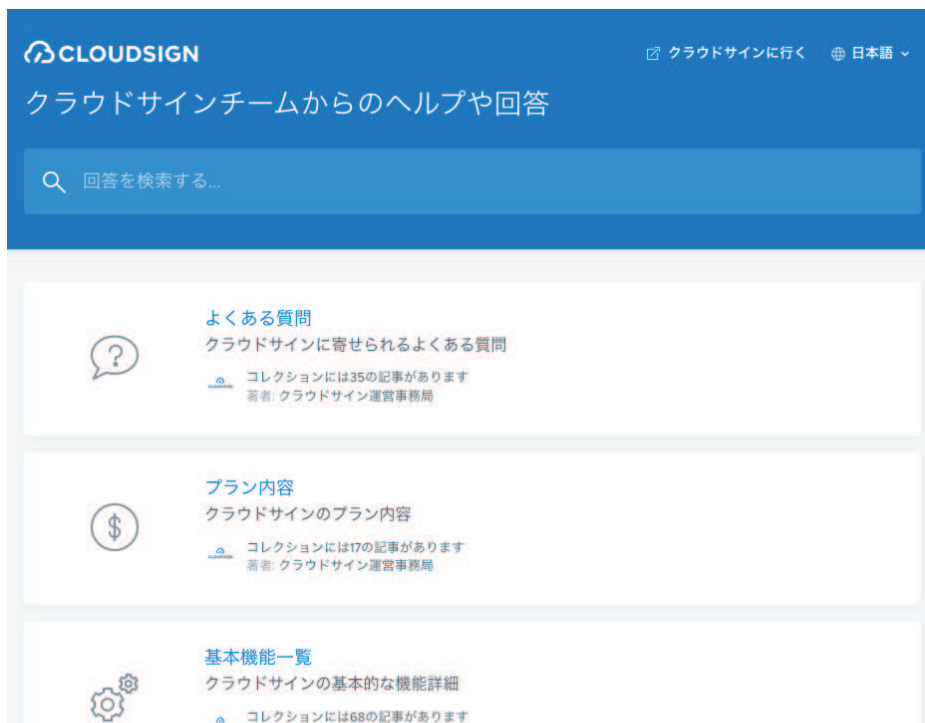 CLOUDSIGN
クラウドサインに行く 日本語
クラウドサインチームからのヘルプや回答
回答を検索する...
よくある質問
クラウドサインに寄せられるよくある質問
コレクションには35の記事があります
著者: クラウドサイン運営事務局
プラン内容
クラウドサインのプラン内容
コレクションには17の記事があります
著者: クラウドサイン運営事務局
基本機能一覧
クラウドサインの基本的な機能詳細
コレクションには68の記事があります